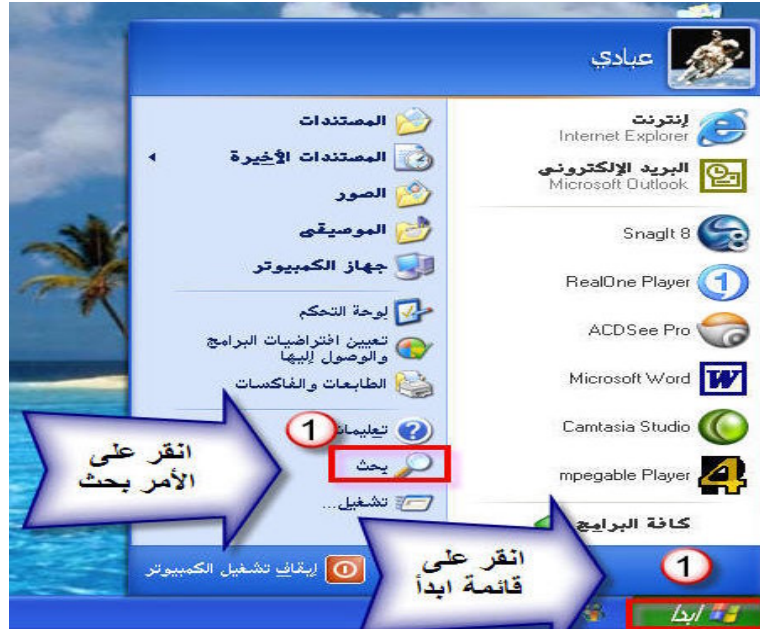 عبادي
إنترنت
Internet Explorer
البريد الإلكتروني
Microsoft Outlook
SnagIt 8
RealOne Player
ACDSee Pro
Microsoft Word
Camtasia Studio
mpegable Player
كافة البرامج
المستندات
المستندات الأخيرة
الصور
الموسيقى
جهاز الكمبيوتر
لوحة التحكم
تعيين افتراضيات البرامج
والوصول إليها
الطابعات والفاكسات
1
بحث
تشغيل...
انقر على
الأمر بحث
إيقاف تشغيل الكمبيوتر
انقر على
قائمة ابدأ
1
ابدأ